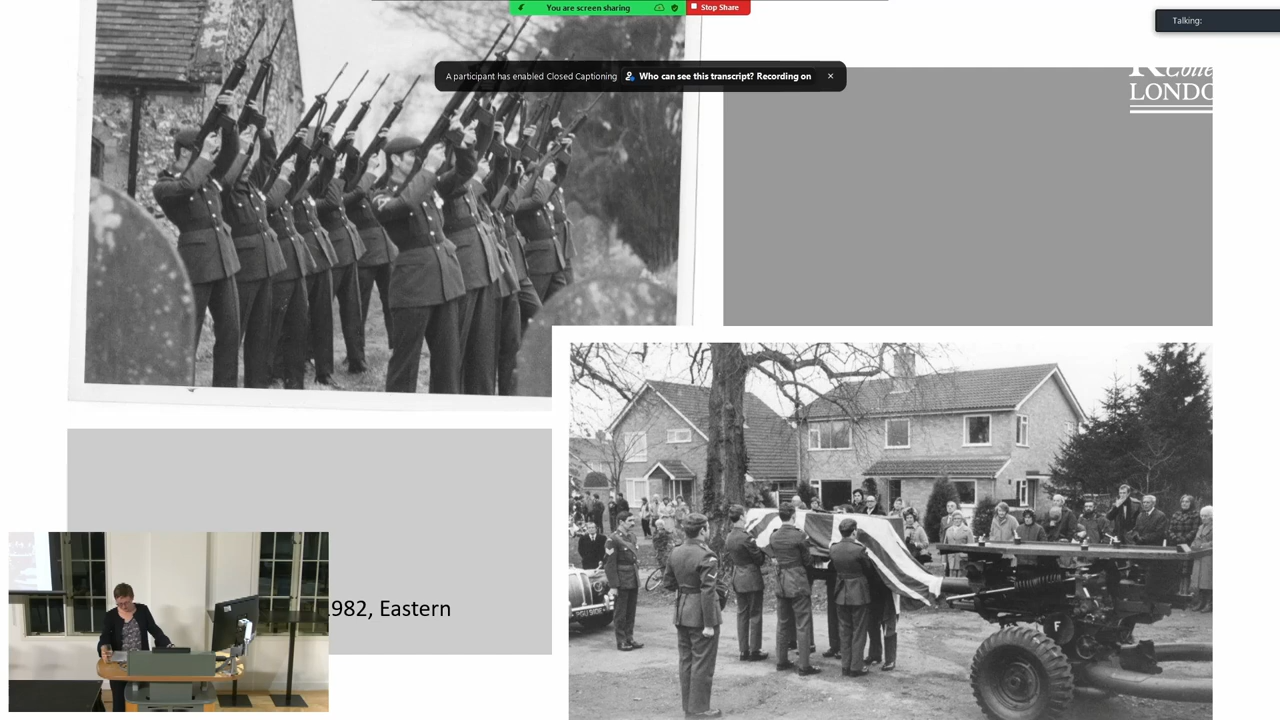 You are screen sharing
Stop Share
Talking:
A participant has enabled Closed Captioning
Who can see this transcript? Recording on
LONDO
982, Eastern